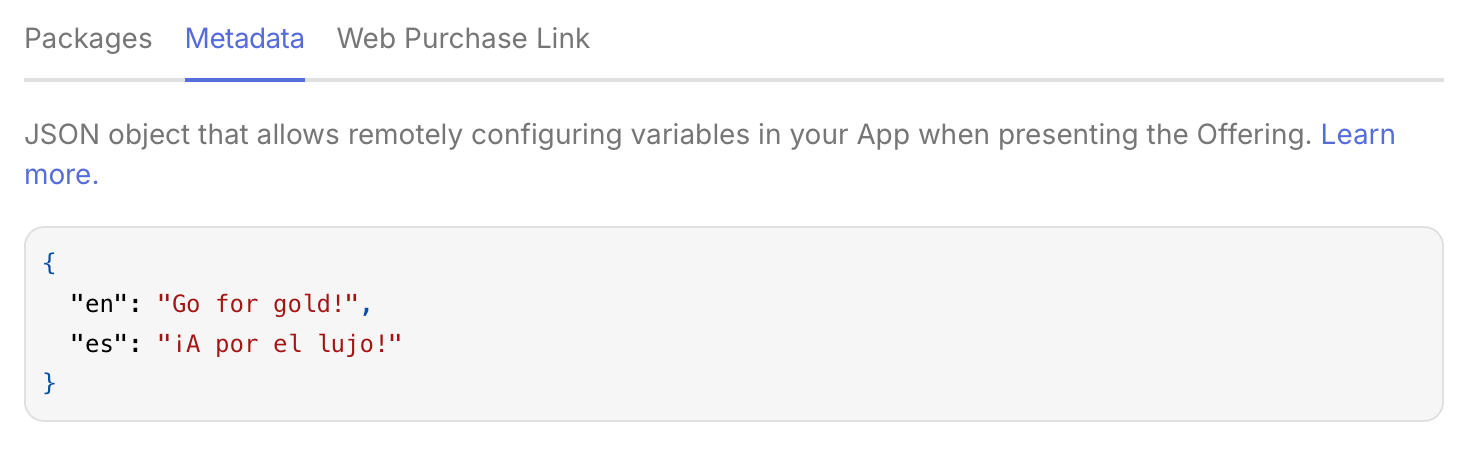 Packages Metadata Web Purchase Link
JSON object that allows remotely configuring variables in your App when presenting the Offering. Learn
more.
{
"en": "Go for gold!",
"es": "¡A por el lujo!"
}